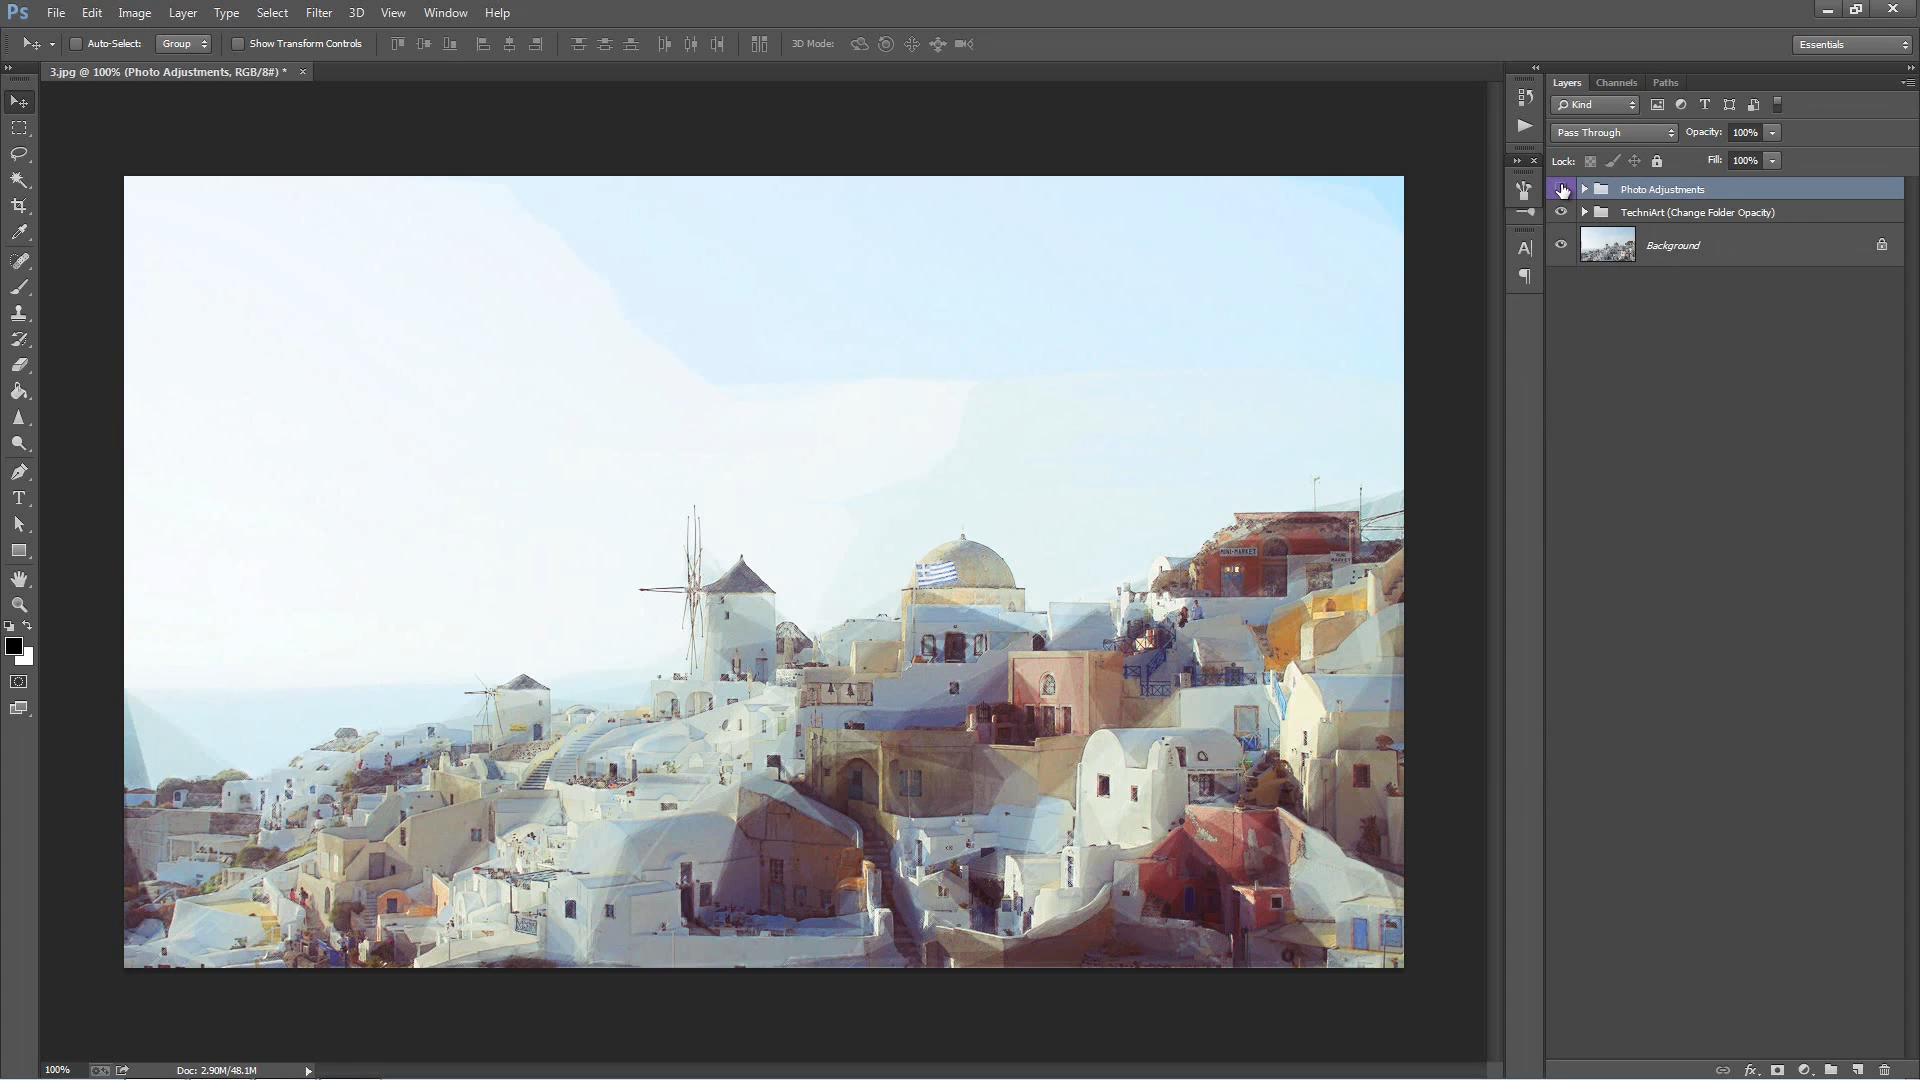 Ps File Edit Image Layer Type Select Filter 3D View Window Help
Auto-Select: Group Show Transform Controls 3D Mode: Essentials
3.jpg @ 100% (Photo Adjustments, RGB/8#) * ×
Layers Channels Paths
Kind
Pass Through Opacity: 100%
Lock: Fill: 100%
Photo Adjustments
TechniArt (Change Folder Opacity)
Background
MINI-MARKET
MINI
MARKET
100% Doc: 2.90M/48.1M